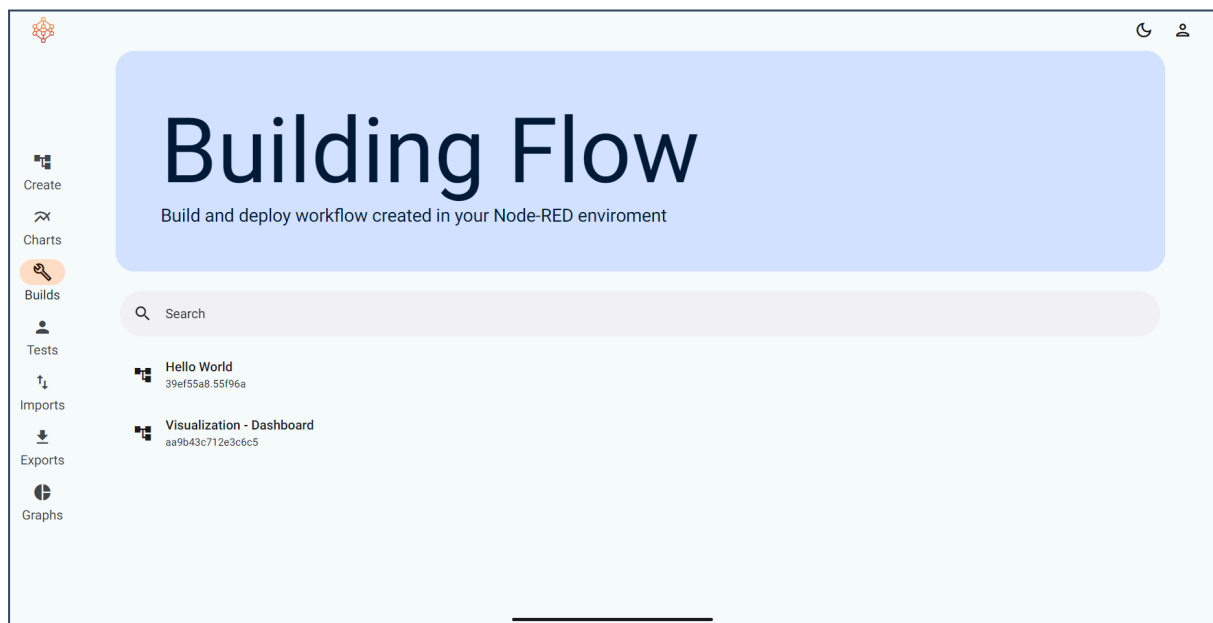 Create
Charts
Builds
Tests
Imports
Exports
Graphs
Building Flow
Build and deploy workflow created in your Node-RED enviroment
Search
Hello World
39ef55a8.55f96a
Visualization - Dashboard
aa9b43c712e3c6c5